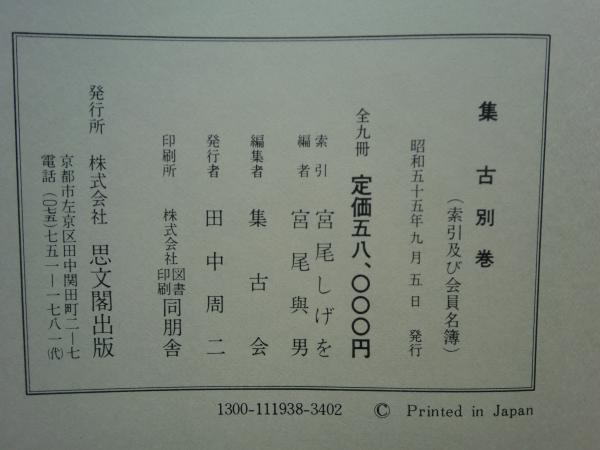 集古別巻
（索引及び会員名簿）
昭和五十五年九月五日 発行
全九冊 定価五八、〇〇〇円
索引編者 宮尾しげを
宮尾與男
編集者 集古会
発行者 田中周二
印刷所 株式会社図書印刷同朋舎
発行所 株式会社 思文閣出版
京都市左京区田中関田町二―七
電話（〇七五）七五一―一七八一（代）
1300-111938-3402 © Printed in Japan